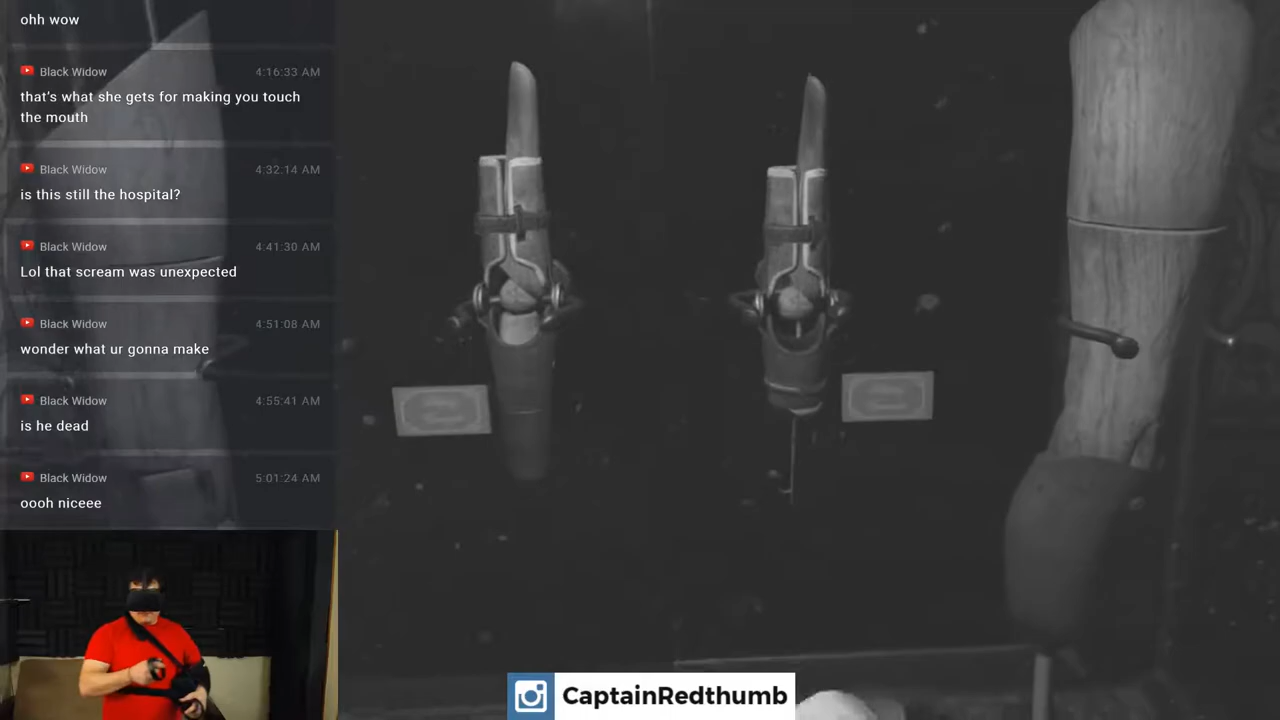 ohh wow
Black Widow 4:16:33 AM
that's what she gets for making you touch
the mouth
Black Widow 4:32:14 AM
is this still the hospital?
Black Widow 4:41:30 AM
Lol that scream was unexpected
Black Widow 4:51:08 AM
wonder what ur gonna make
Black Widow 4:55:41 AM
is he dead
Black Widow 5:01:24 AM
oooh niceee
CaptainRedthumb